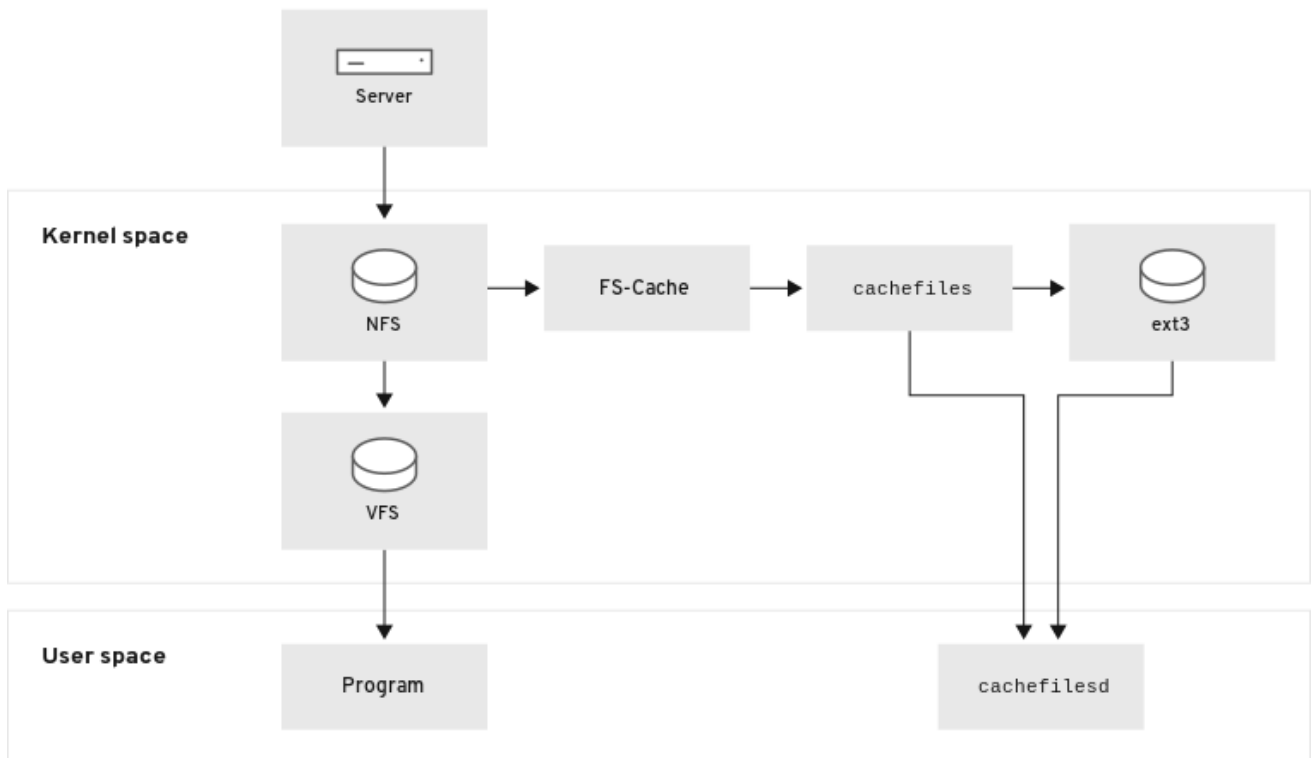 Server
Kernel space
NFS
FS-Cache
cachefiles
ext3
VFS
User space
Program
cachefilesd